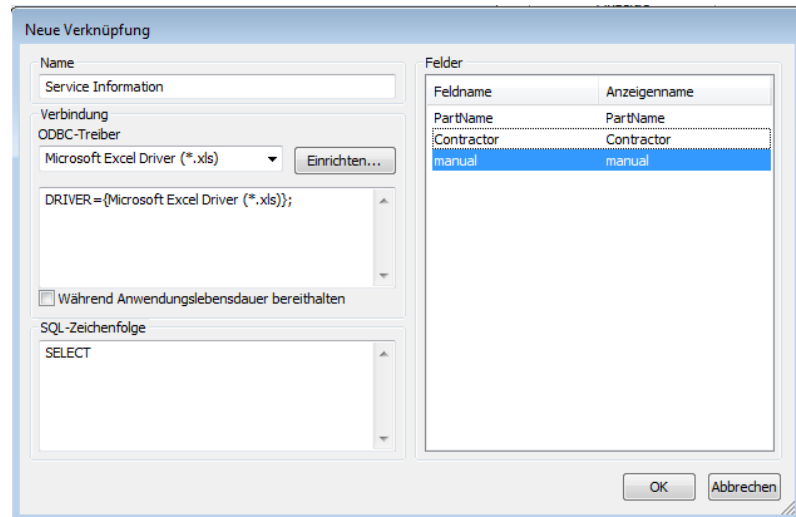 Neue Verknüpfung
Name
Service Information
Verbindung
ODBC-Treiber
Microsoft Excel Driver (*.xls)
Einrichten...
DRIVER={Microsoft Excel Driver (*.xls)};
Während Anwendungslebensdauer bereithalten
SQL-Zeichenfolge
SELECT
Felder
Feldname Anzeigenname
PartName PartName
Contractor Contractor
manual manual
OK Abbrechen